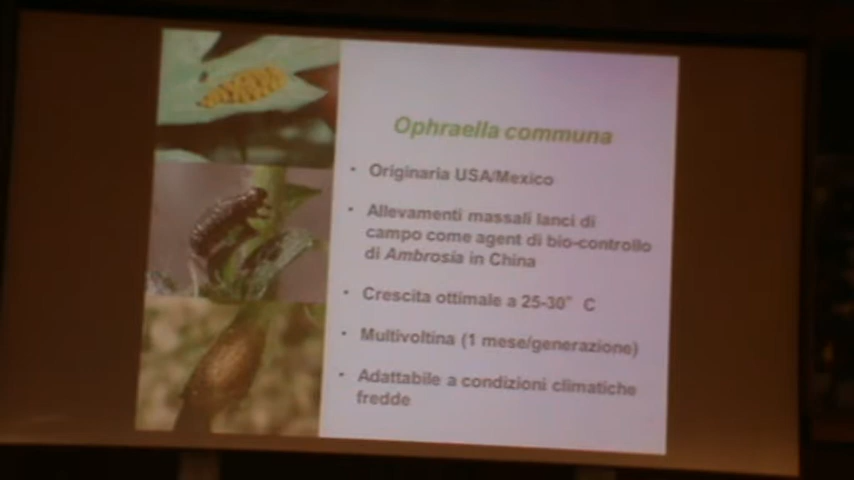 Ophraella communa
• Originaria USA/Mexico
• Allevamenti massali lanci di
campo come agent di bio-controllo
di Ambrosia in China
• Crescita ottimale a 25-30° C
• Multivoltina (1 mese/generazione)
• Adattabile a condizioni climatiche
fredde